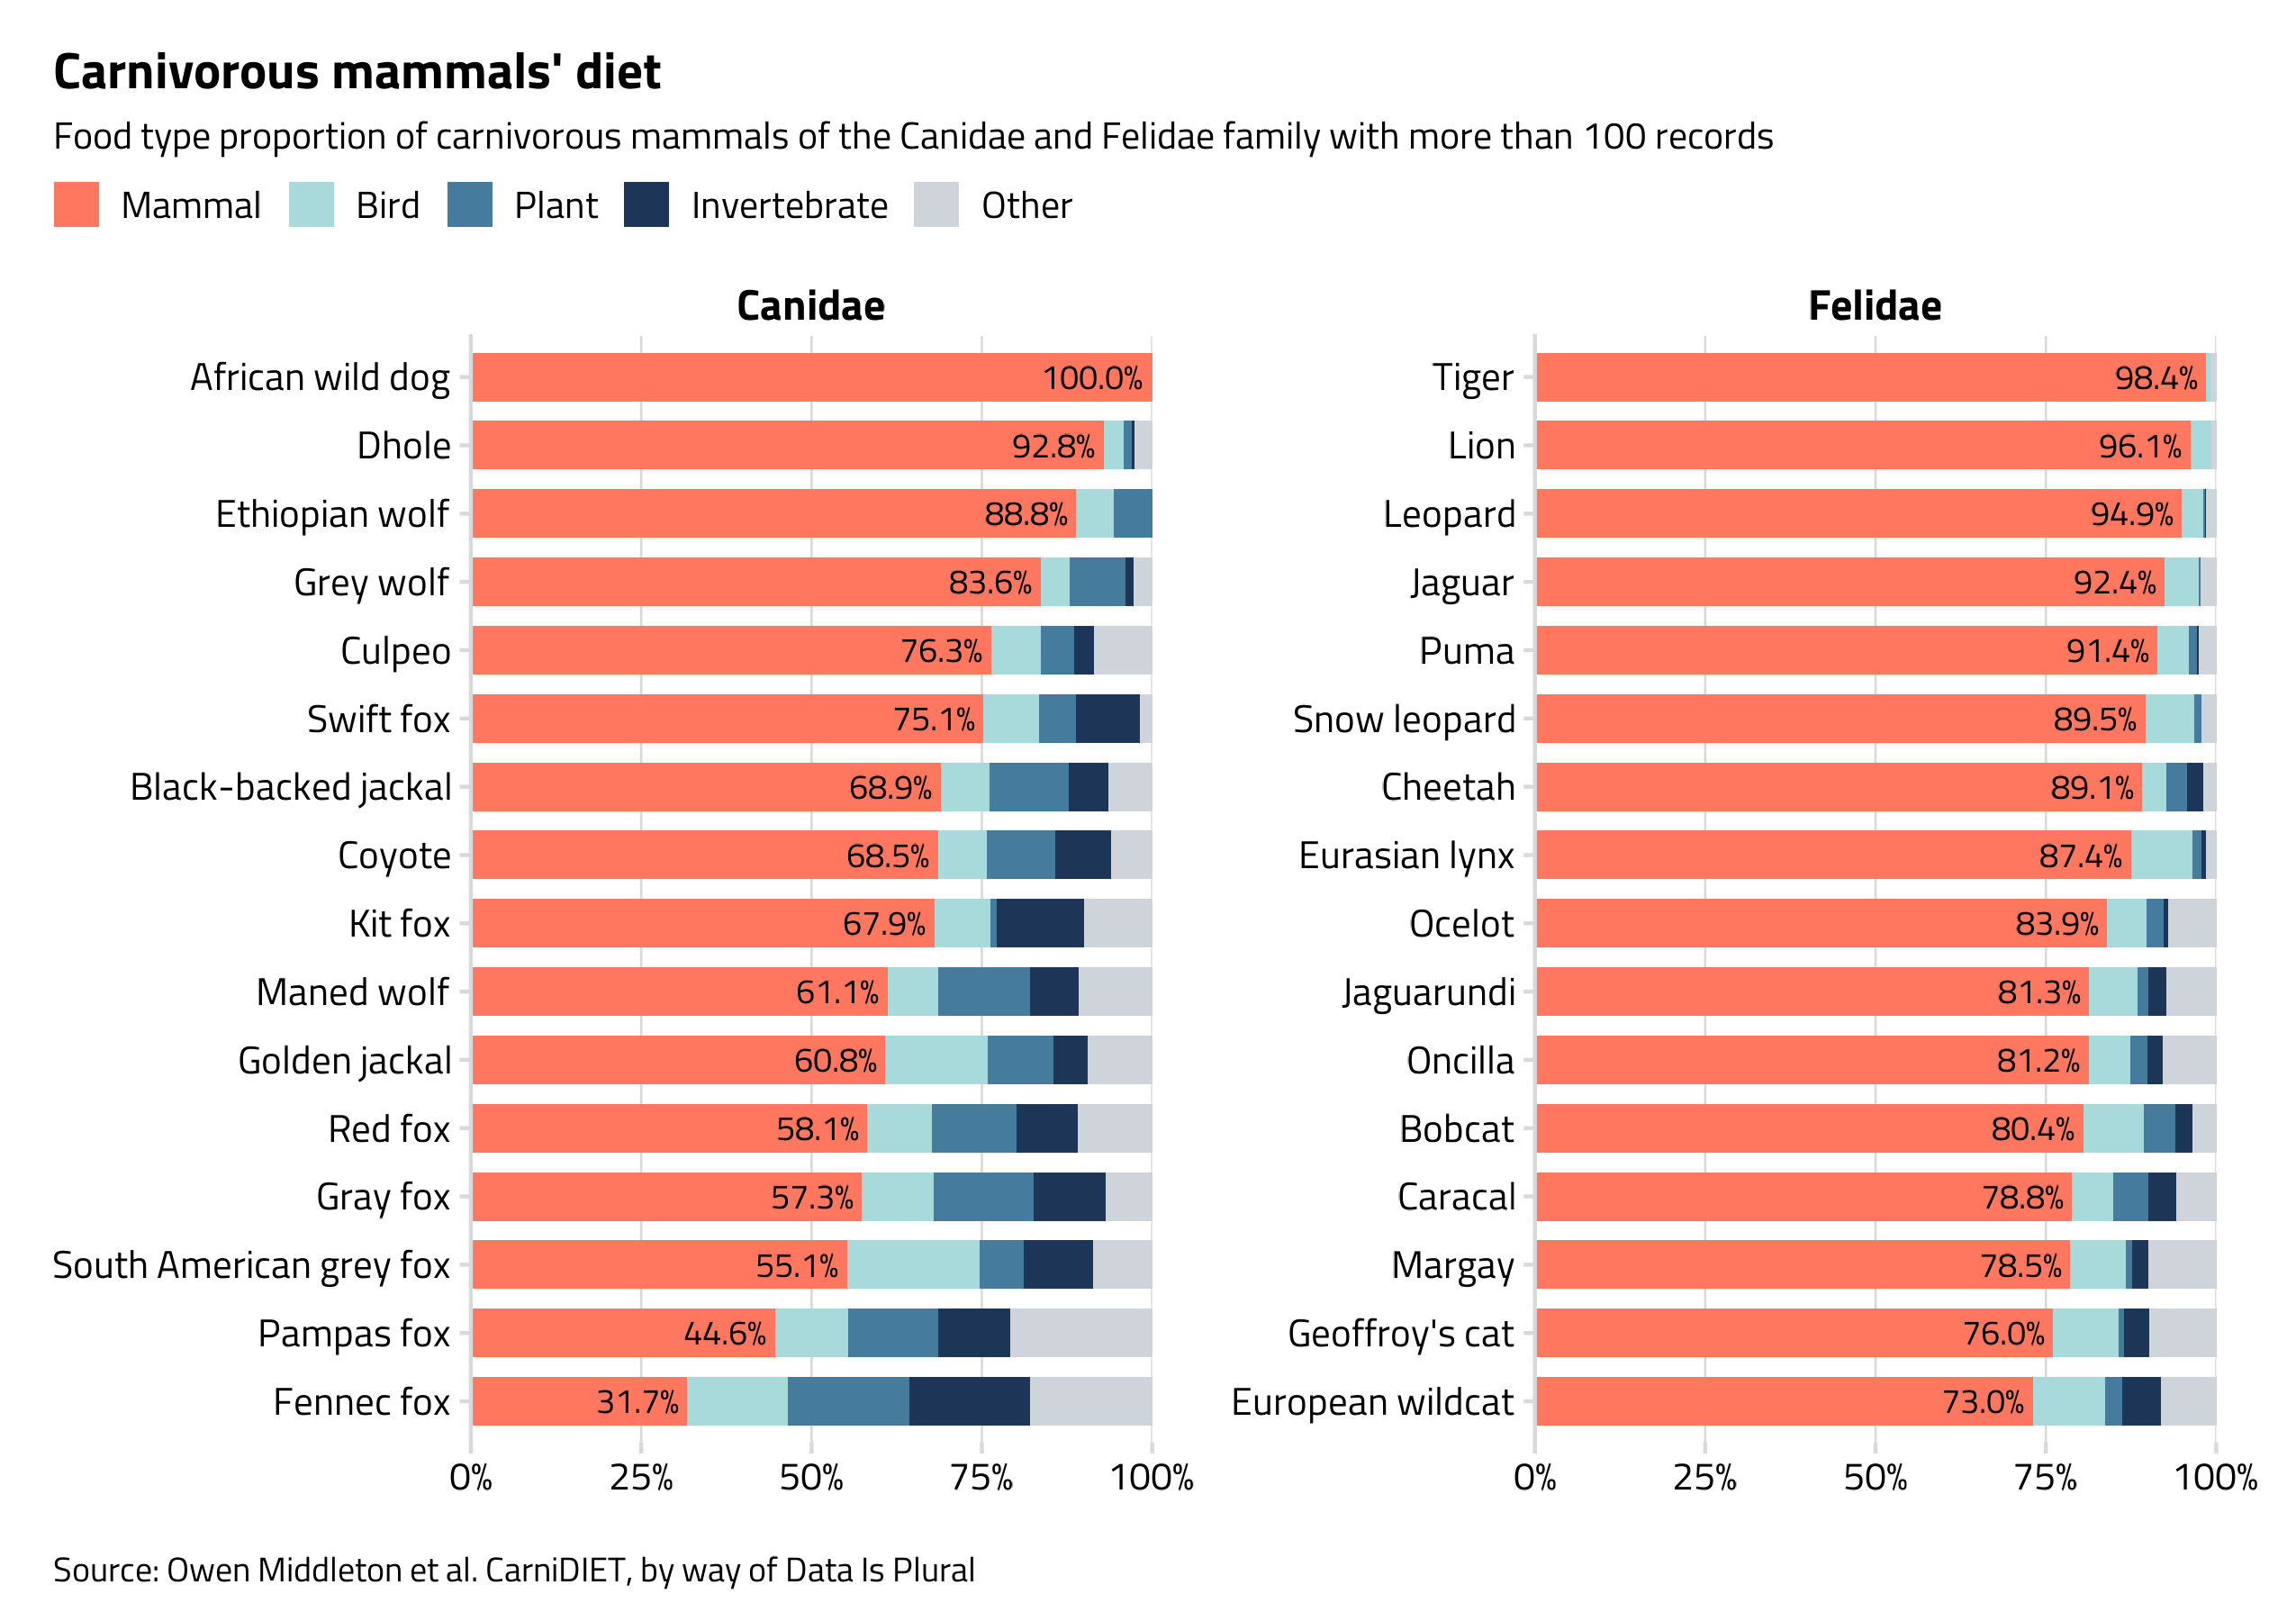 Carnivorous mammals' diet
Food type proportion of carnivorous mammals of the Canidae and Felidae family with more than 100 records
Mammal Bird Plant Invertebrate Other
Canidae
African wild dog 100.0%
Dhole 92.8%
Ethiopian wolf 88.8%
Grey wolf 83.6%
Culpeo 76.3%
Swift fox 75.1%
Black-backed jackal 68.9%
Coyote 68.5%
Kit fox 67.9%
Maned wolf 61.1%
Golden jackal 60.8%
Red fox 58.1%
Gray fox 57.3%
South American grey fox 55.1%
Pampas fox 44.6%
Fennec fox 31.7%
0% 25% 50% 75% 100%
Felidae
Tiger 98.4%
Lion 96.1%
Leopard 94.9%
Jaguar 92.4%
Puma 91.4%
Snow leopard 89.5%
Cheetah 89.1%
Eurasian lynx 87.4%
Ocelot 83.9%
Jaguarundi 81.3%
Oncilla 81.2%
Bobcat 80.4%
Caracal 78.8%
Margay 78.5%
Geoffroy's cat 76.0%
European wildcat 73.0%
0% 25% 50% 75% 100%
Source: Owen Middleton et al. CarniDIET, by way of Data Is Plural